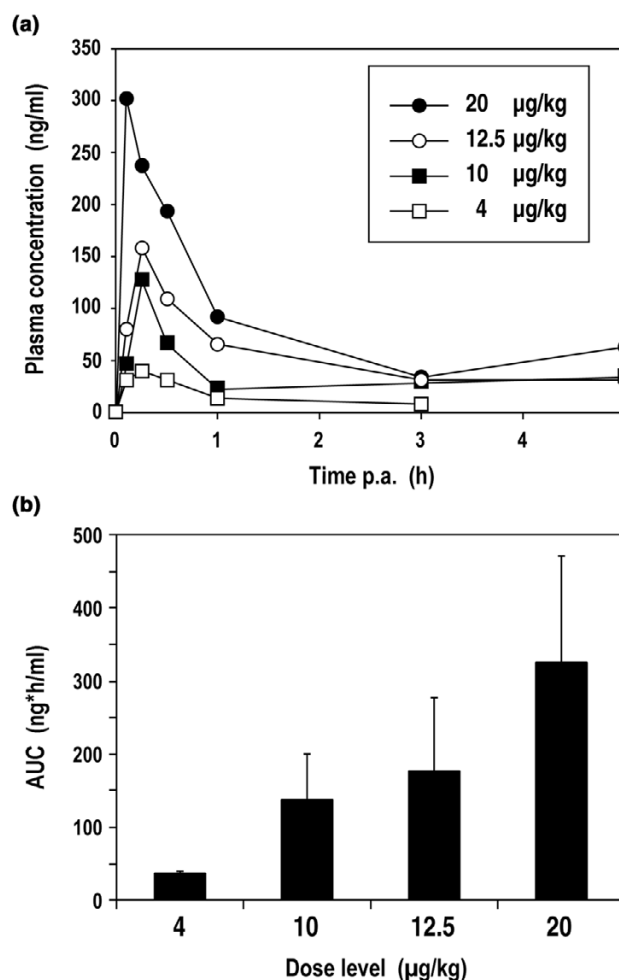 (a)
350
300
250
200
150
100
50
0
Plasma concentration (ng/ml)
20 µg/kg
12.5 µg/kg
10 µg/kg
4 µg/kg
0 1 2 3 4
Time p.a. (h)
(b)
500
400
300
200
100
0
AUC (ng*h/ml)
4 10 12.5 20
Dose level (µg/kg)